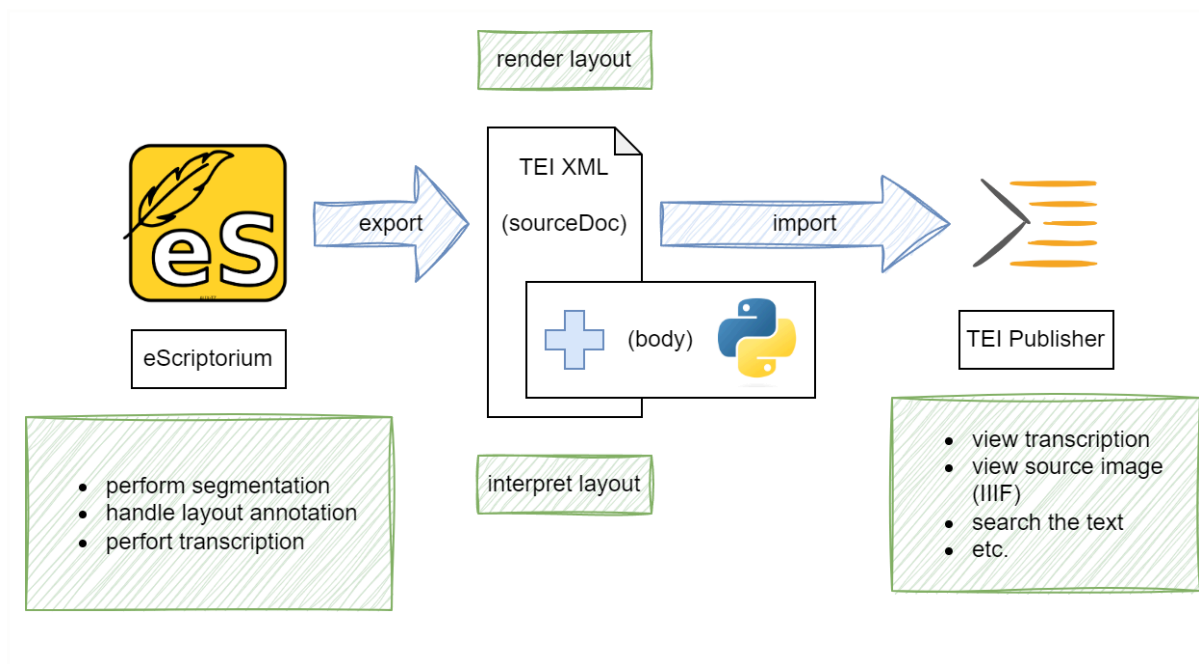 render layout
TEI XML
(sourceDoc)
eS
export
import
(body)
eScriptorium
TEI Publisher
• perform segmentation
• handle layout annotation
• perfort transcription
interpret layout
• view transcription
• view source image
(IIIF)
• search the text
• etc.